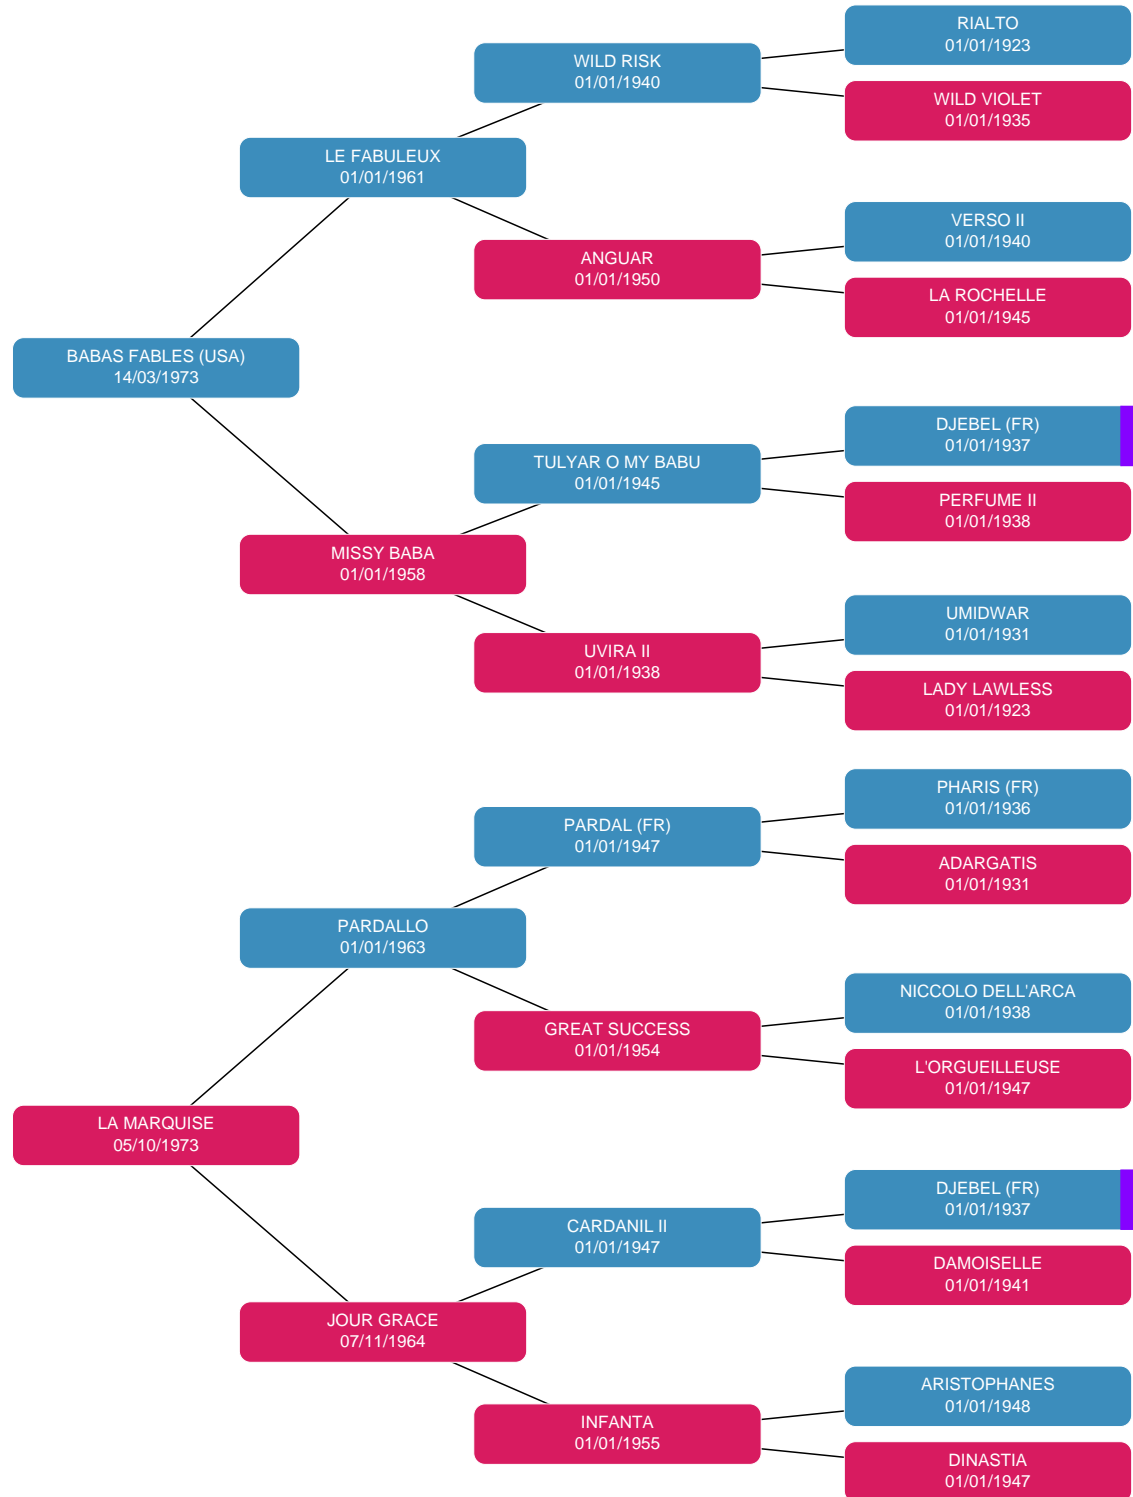 RIALTO
01/01/1923
WILD RISK
01/01/1940
WILD VIOLET
01/01/1935
LE FABULEUX
01/01/1961
VERSO II
01/01/1940
ANGUAR
01/01/1950
LA ROCHELLE
01/01/1945
BABAS FABLES (USA)
14/03/1973
DJEBEL (FR)
01/01/1937
TULYAR O MY BABU
01/01/1945
PERFUME II
01/01/1938
MISSY BABA
01/01/1958
UMIDWAR
01/01/1931
UVIRA II
01/01/1938
LADY LAWLESS
01/01/1923
PHARIS (FR)
01/01/1936
PARDAL (FR)
01/01/1947
ADARGATIS
01/01/1931
PARDALLO
01/01/1963
NICCOLO DELL'ARCA
01/01/1938
GREAT SUCCESS
01/01/1954
L'ORGUEILLEUSE
01/01/1947
LA MARQUISE
05/10/1973
DJEBEL (FR)
01/01/1937
CARDANIL II
01/01/1947
DAMOISELLE
01/01/1941
JOUR GRACE
07/11/1964
ARISTOPHANES
01/01/1948
INFANTA
01/01/1955
DINASTIA
01/01/1947